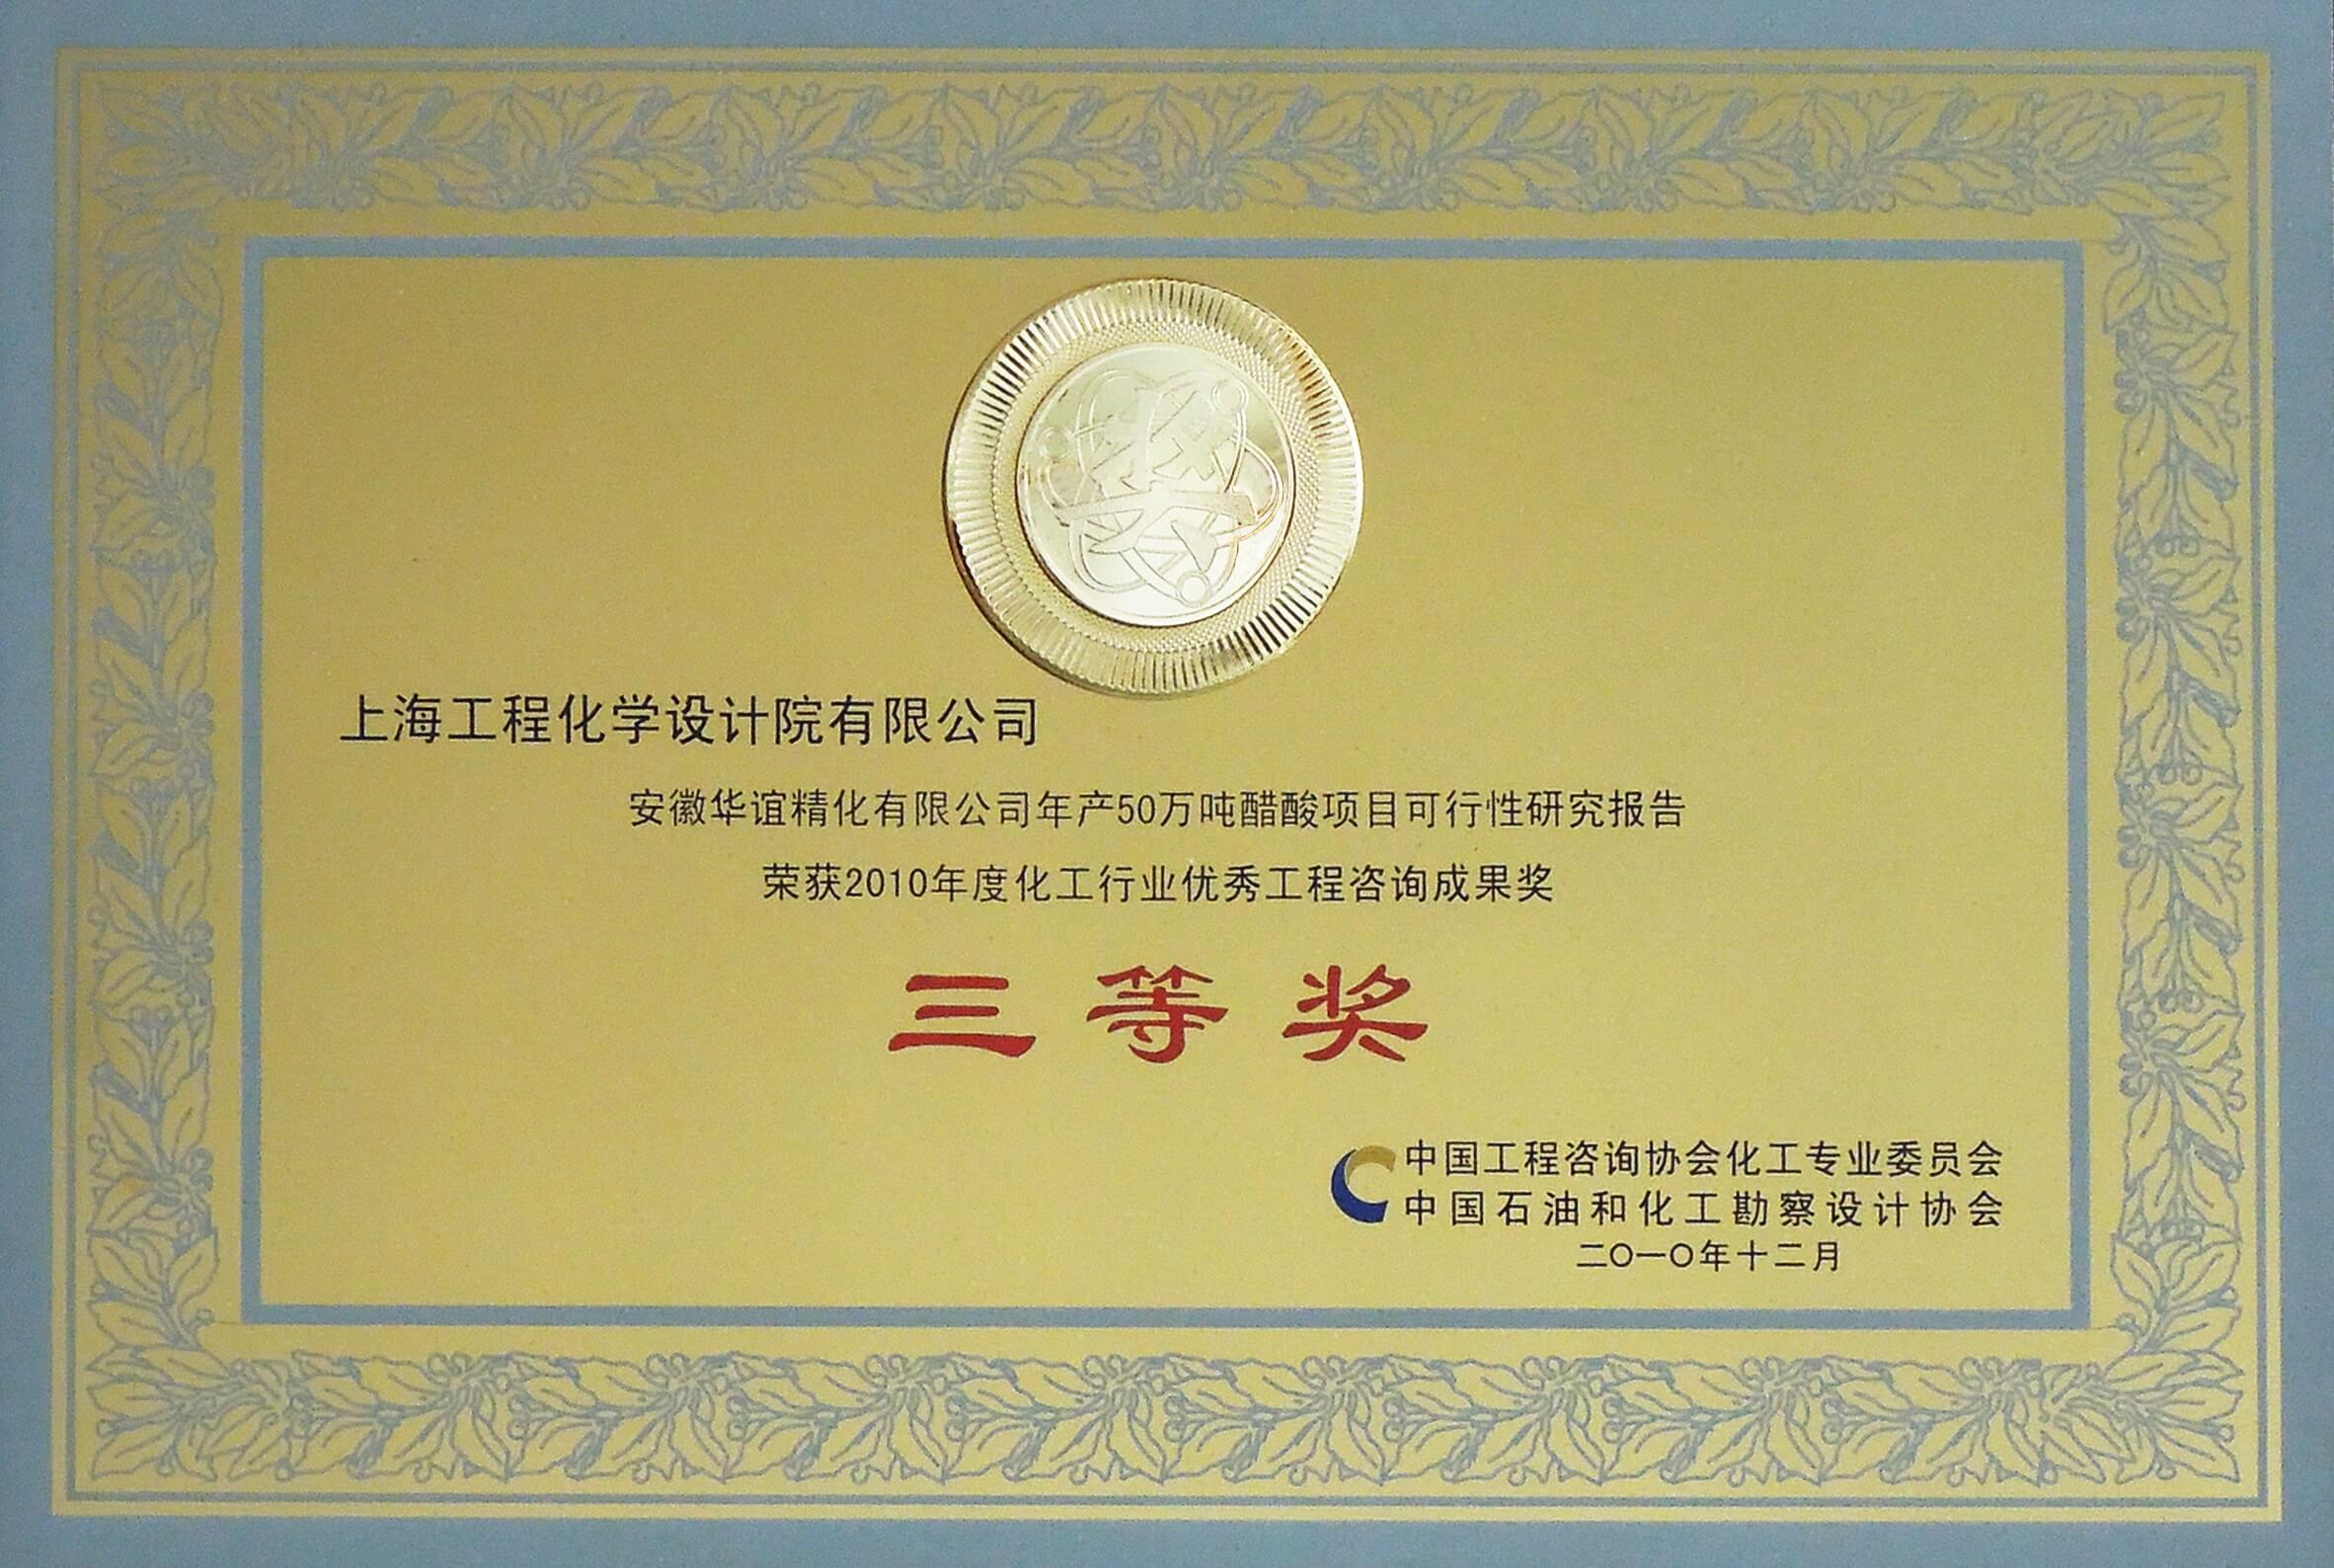 上海工程化学设计院有限公司
安徽华谊精化有限公司年产50万吨醋酸项目可行性研究报告
荣获2010年度化工行业优秀工程咨询成果奖
三等奖
中国工程咨询协会化工专业委员会
中国石油和化工勘察设计协会
二〇一〇年十二月